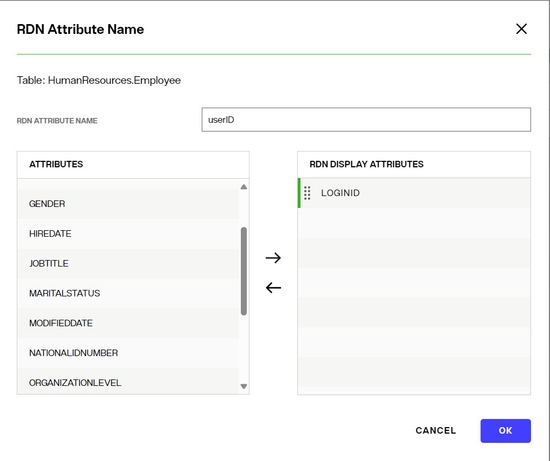 RDN Attribute Name
Table: HumanResources.Employee
RDN ATTRIBUTE NAME
userID
ATTRIBUTES
GENDER
HIREDATE
JOBTITLE
MARITALSTATUS
MODIFIEDDATE
NATIONALIDNUMBER
ORGANIZATIONLEVEL
RDN DISPLAY ATTRIBUTES
LOGINID
CANCEL
OK